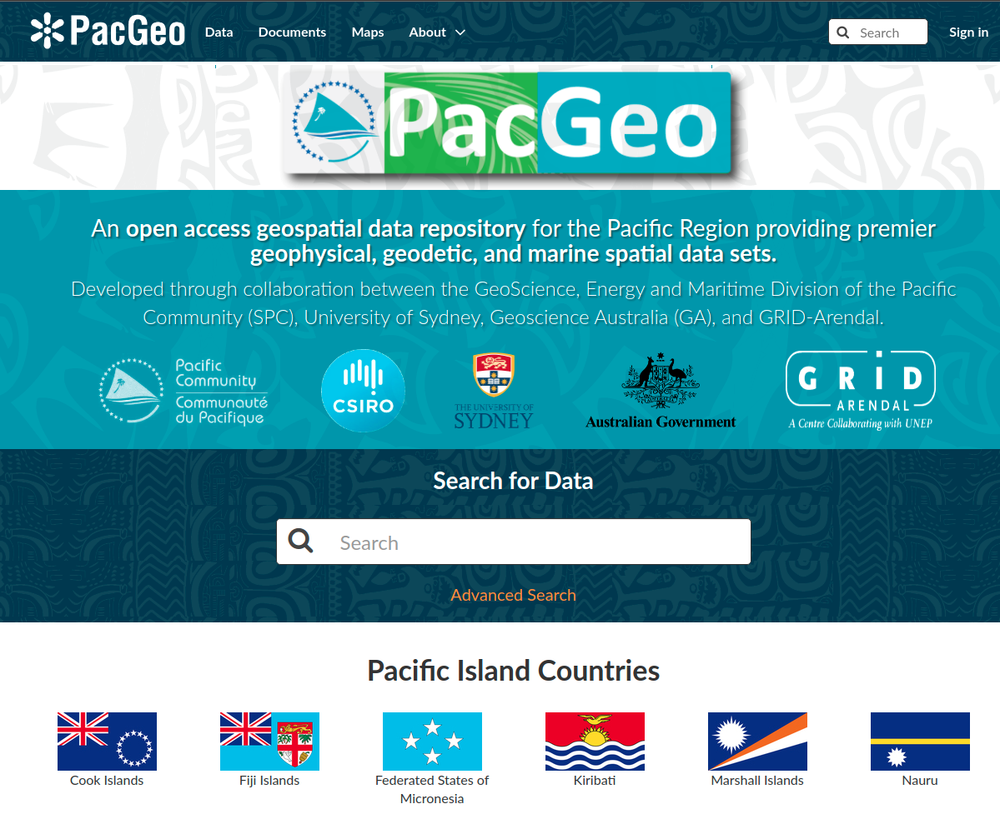 PacGeo Data Documents Maps About Search Sign in
PacGeo
An open access geospatial data repository for the Pacific Region providing premier
geophysical, geodetic, and marine spatial data sets.
Developed through collaboration between the GeoScience, Energy and Maritime Division of the Pacific
Community (SPC), University of Sydney, Geoscience Australia (GA), and GRID-Arendal.
Pacific
Community
Communauté
du Pacifique
CSIRO
THE UNIVERSITY OF
SYDNEY
Australian Government
GRiD
ARENDAL
A Centre Collaborating with UNEP
Search for Data
Search
Advanced Search
Pacific Island Countries
Cook Islands
Fiji Islands
Federated States of
Micronesia
Kiribati
Marshall Islands
Nauru